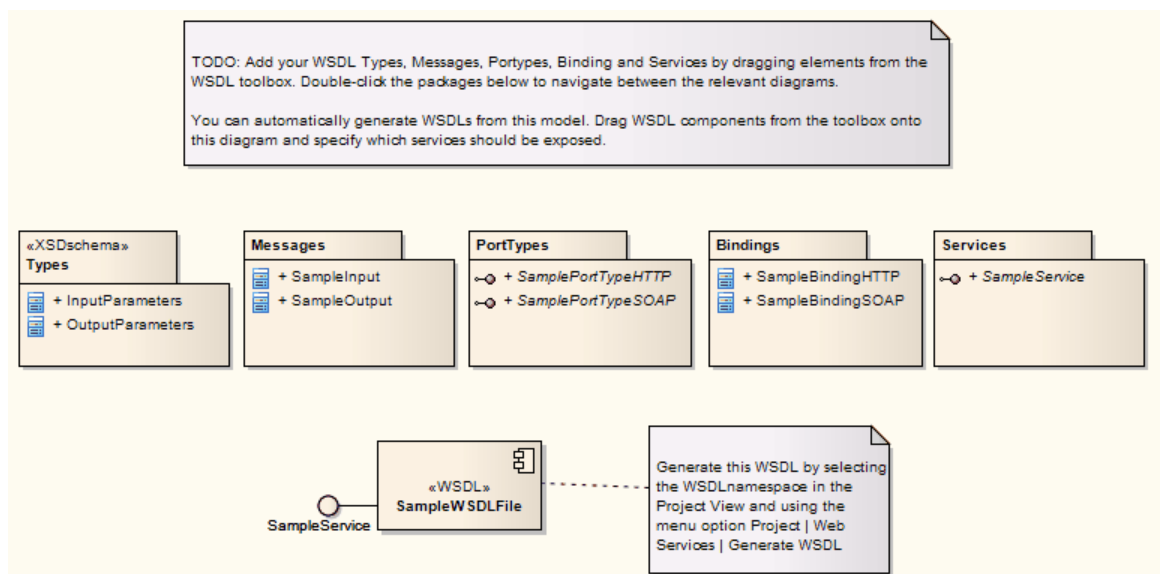 TODO: Add your WSDL Types, Messages, Portypes, Binding and Services by dragging elements from the
WSDL toolbox. Double-click the packages below to navigate between the relevant diagrams.
You can automatically generate WSDLs from this model. Drag WSDL components from the toolbox onto
this diagram and specify which services should be exposed.
«XSDschema»
Types
+ InputParameters
+ OutputParameters
Messages
+ SampleInput
+ SampleOutput
PortTypes
+ SamplePortTypeHTTP
+ SamplePortTypeSOAP
Bindings
+ SampleBindingHTTP
+ SampleBindingSOAP
Services
+ SampleService
«WSDL»
SampleWSDLFile
SampleService
Generate this WSDL by selecting
the WSDLnamespace in the
Project View and using the
menu option Project | Web
Services | Generate WSDL